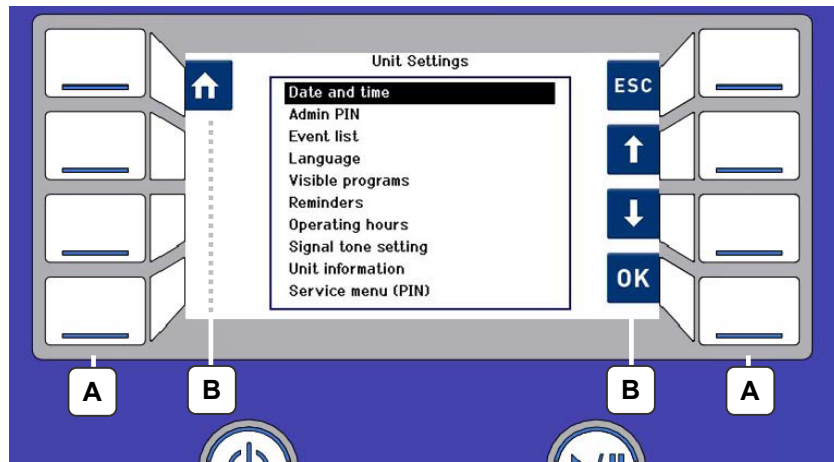 Unit Settings
ESC
Date and time
Admin PIN
Event list
Language
Visible programs
Reminders
Operating hours
Signal tone setting
Unit information
Service menu (PIN)
OK
A
B
B
A